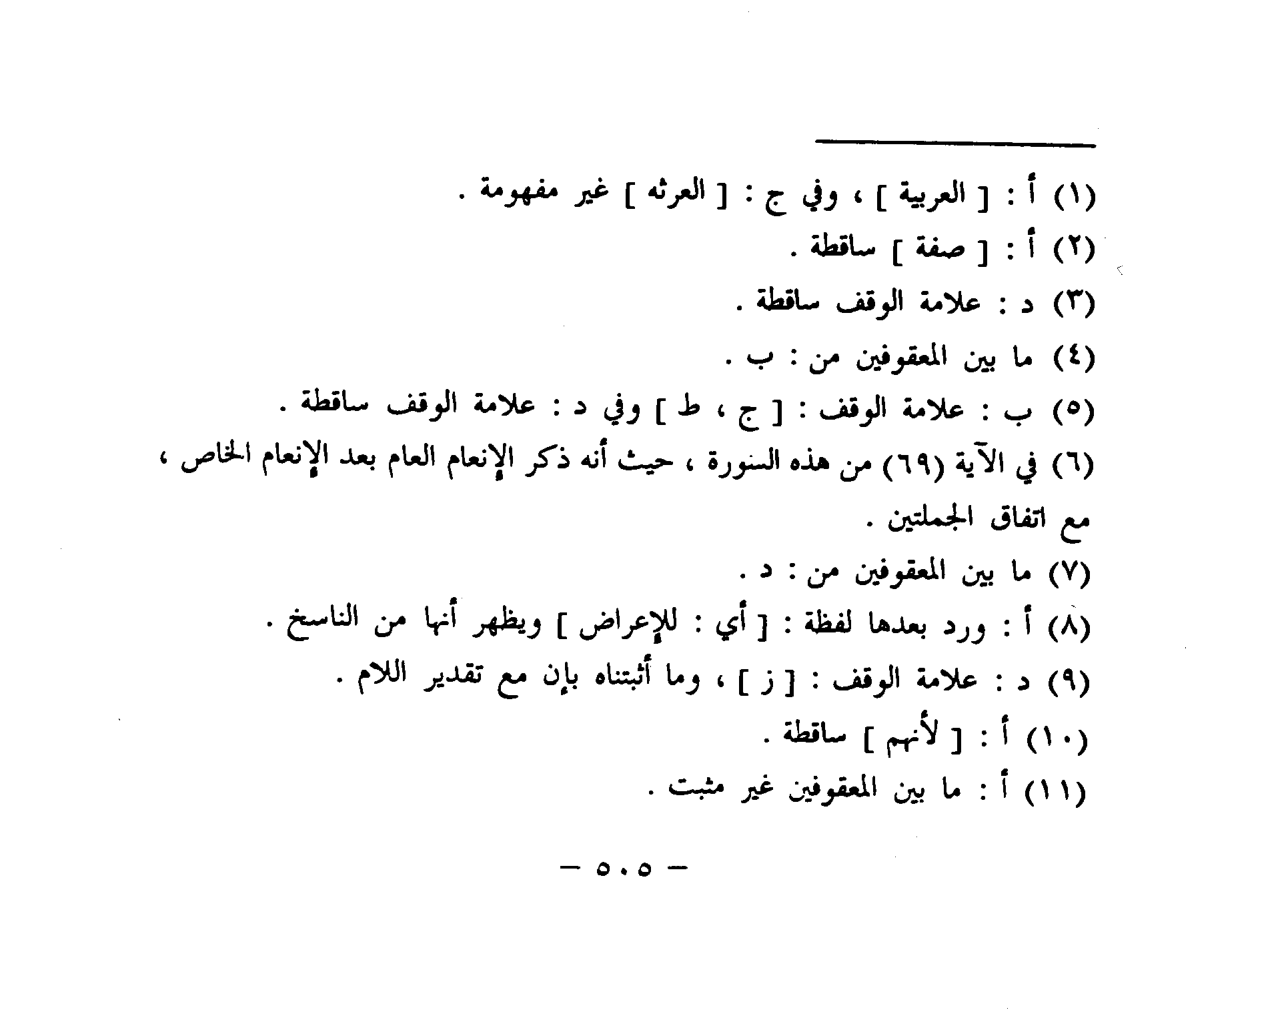 (١) أ : [ العربية ] ، وفي ج : [ العرثه ] غير مفهومة .
(٢) أ : [ صفة ] ساقطة .
(٣) د : علامة الوقف ساقطة .
(٤) ما بين المعقوفين من : ب .
(٥) ب : علامة الوقف : [ ج ، ط ] وفي د : علامة الوقف ساقطة .
(٦) في الآية (٦٩) من هذه السورة ، حيث أنه ذكر الإنعام العام بعد الإنعام الخاص ،
مع اتفاق الجملتين .
(٧) ما بين المعقوفين من : د .
(٨) أ : ورد بعدها لفظة : [ أي : للإعراض ] ويظهر أنها من الناسخ .
(٩) د : علامة الوقف : [ ز ] ، وما أثبتناه بإن مع تقدير اللام .
(١٠) أ : [ لأنهم ] ساقطة .
(١١) أ : ما بين المعقوفين غير مثبت .
– ٥٠٥ –